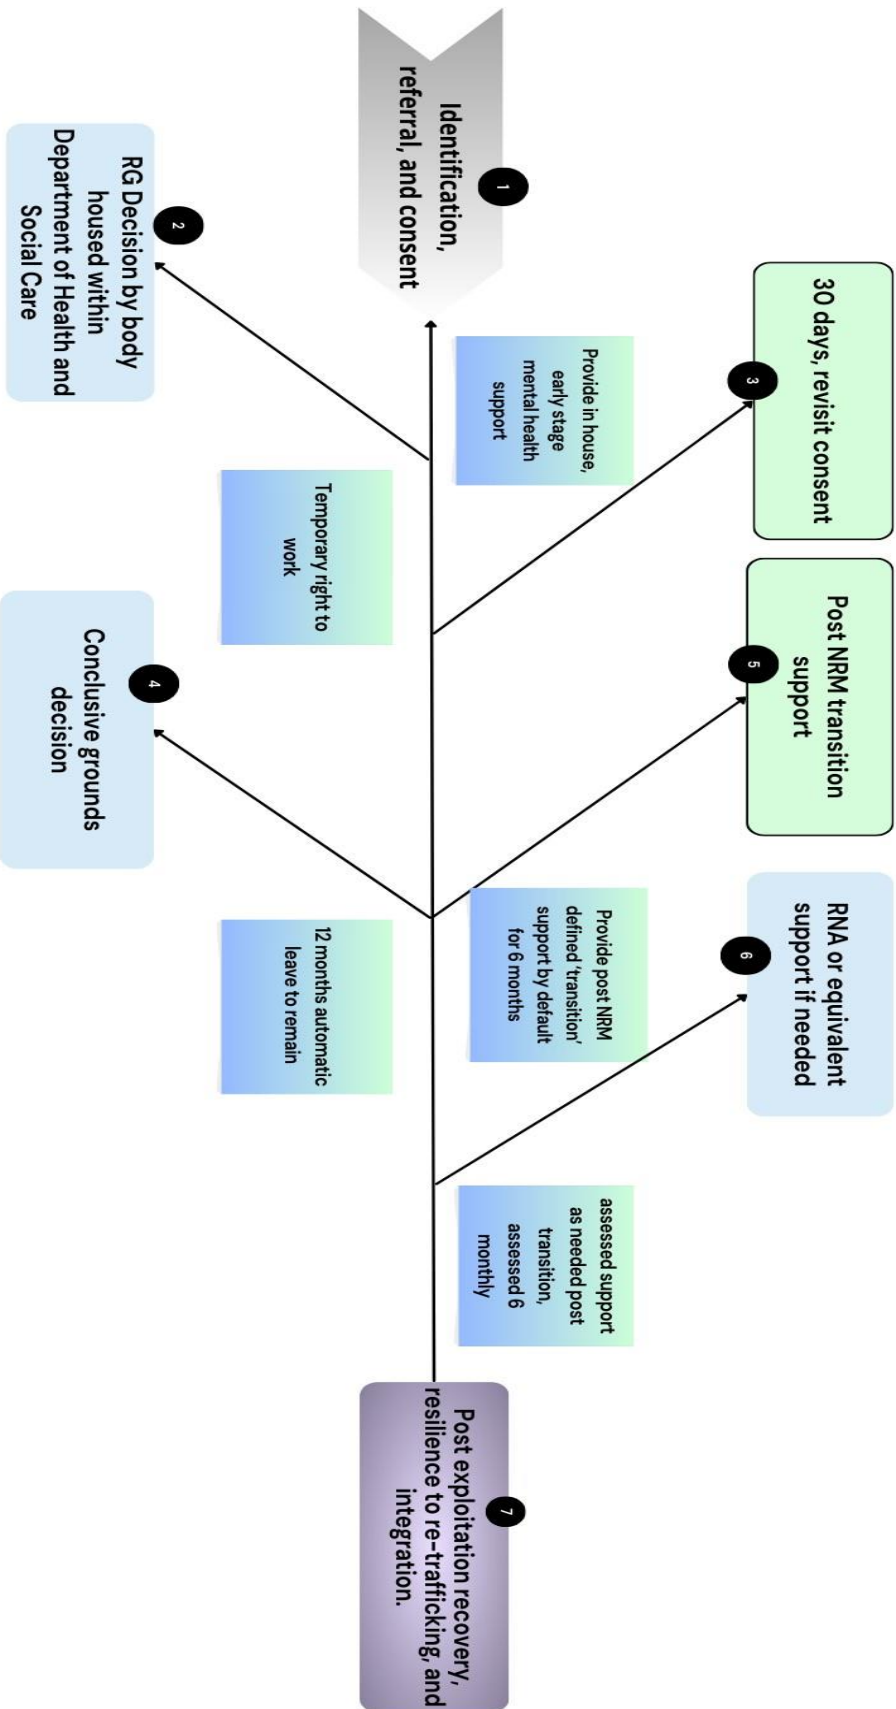 1
Identification,
referral, and consent
2
RG Decision by body
housed within
Department of Health and
Social Care
3
30 days, revisit consent
Provide in house,
early stage
mental health
support
Temporary right to
work
4
Conclusive grounds
decision
5
Post NRM transition
support
6
RNA or equivalent
support if needed
Provide post NRM
defined ‘transition’
support by default
for 6 months
12 months automatic
leave to remain
assessed support
as needed post
transition,
assessed 6
monthly
7
Post exploitation recovery,
resilience to re-trafficking, and
integration.